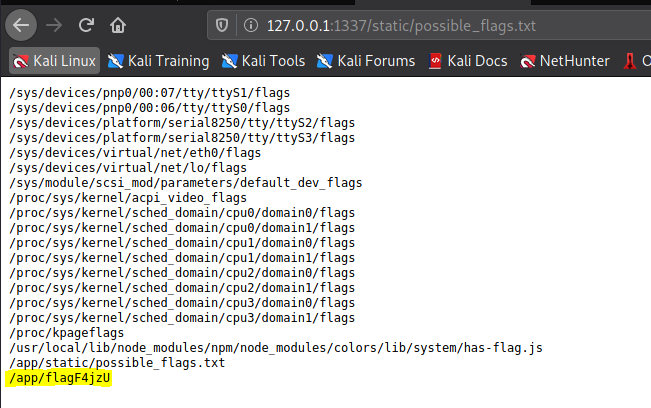 127.0.0.1:1337/static/possible_flags.txt
Kali Linux Kali Training Kali Tools Kali Forums Kali Docs NetHunter
/sys/devices/pnp0/00:07/tty/ttyS1/flags
/sys/devices/pnp0/00:06/tty/ttyS0/flags
/sys/devices/platform/serial8250/tty/ttyS2/flags
/sys/devices/platform/serial8250/tty/ttyS3/flags
/sys/devices/virtual/net/eth0/flags
/sys/devices/virtual/net/lo/flags
/sys/module/scsi_mod/parameters/default_dev_flags
/proc/sys/kernel/acpi_video_flags
/proc/sys/kernel/sched_domain/cpu0/domain0/flags
/proc/sys/kernel/sched_domain/cpu0/domain1/flags
/proc/sys/kernel/sched_domain/cpu1/domain0/flags
/proc/sys/kernel/sched_domain/cpu1/domain1/flags
/proc/sys/kernel/sched_domain/cpu2/domain0/flags
/proc/sys/kernel/sched_domain/cpu2/domain1/flags
/proc/sys/kernel/sched_domain/cpu3/domain0/flags
/proc/sys/kernel/sched_domain/cpu3/domain1/flags
/proc/kpageflags
/usr/local/lib/node_modules/npm/node_modules/colors/lib/system/has-flag.js
/app/static/possible_flags.txt
/app/flagF4jzU